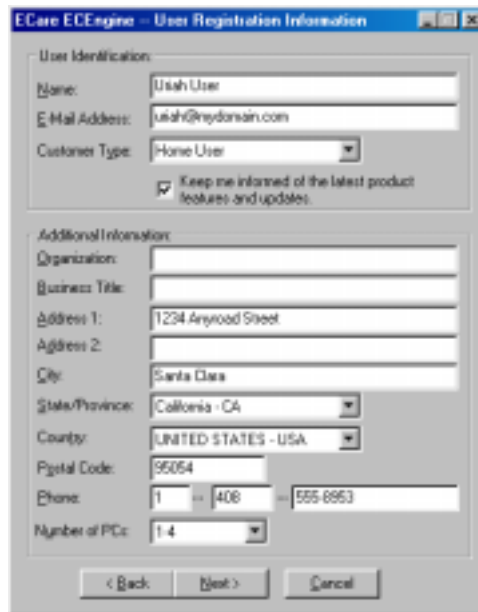 ECare ECEngine -- User Registration Information
User Identification:
Name: Uriah User
E-Mail Address: uriah@mydomain.com
Customer Type: Home User
Keep me informed of the latest product
features and updates.
Additional Information:
Organization:
Business Title:
Address 1: 1234 Anyroad Street
Address 2:
City: Santa Clara
State/Province: California - CA
Country: UNITED STATES - USA
Postal Code: 95054
Phone: 1 -- 408 -- 555-8953
Number of PCs: 1-4
< Back Next > Cancel